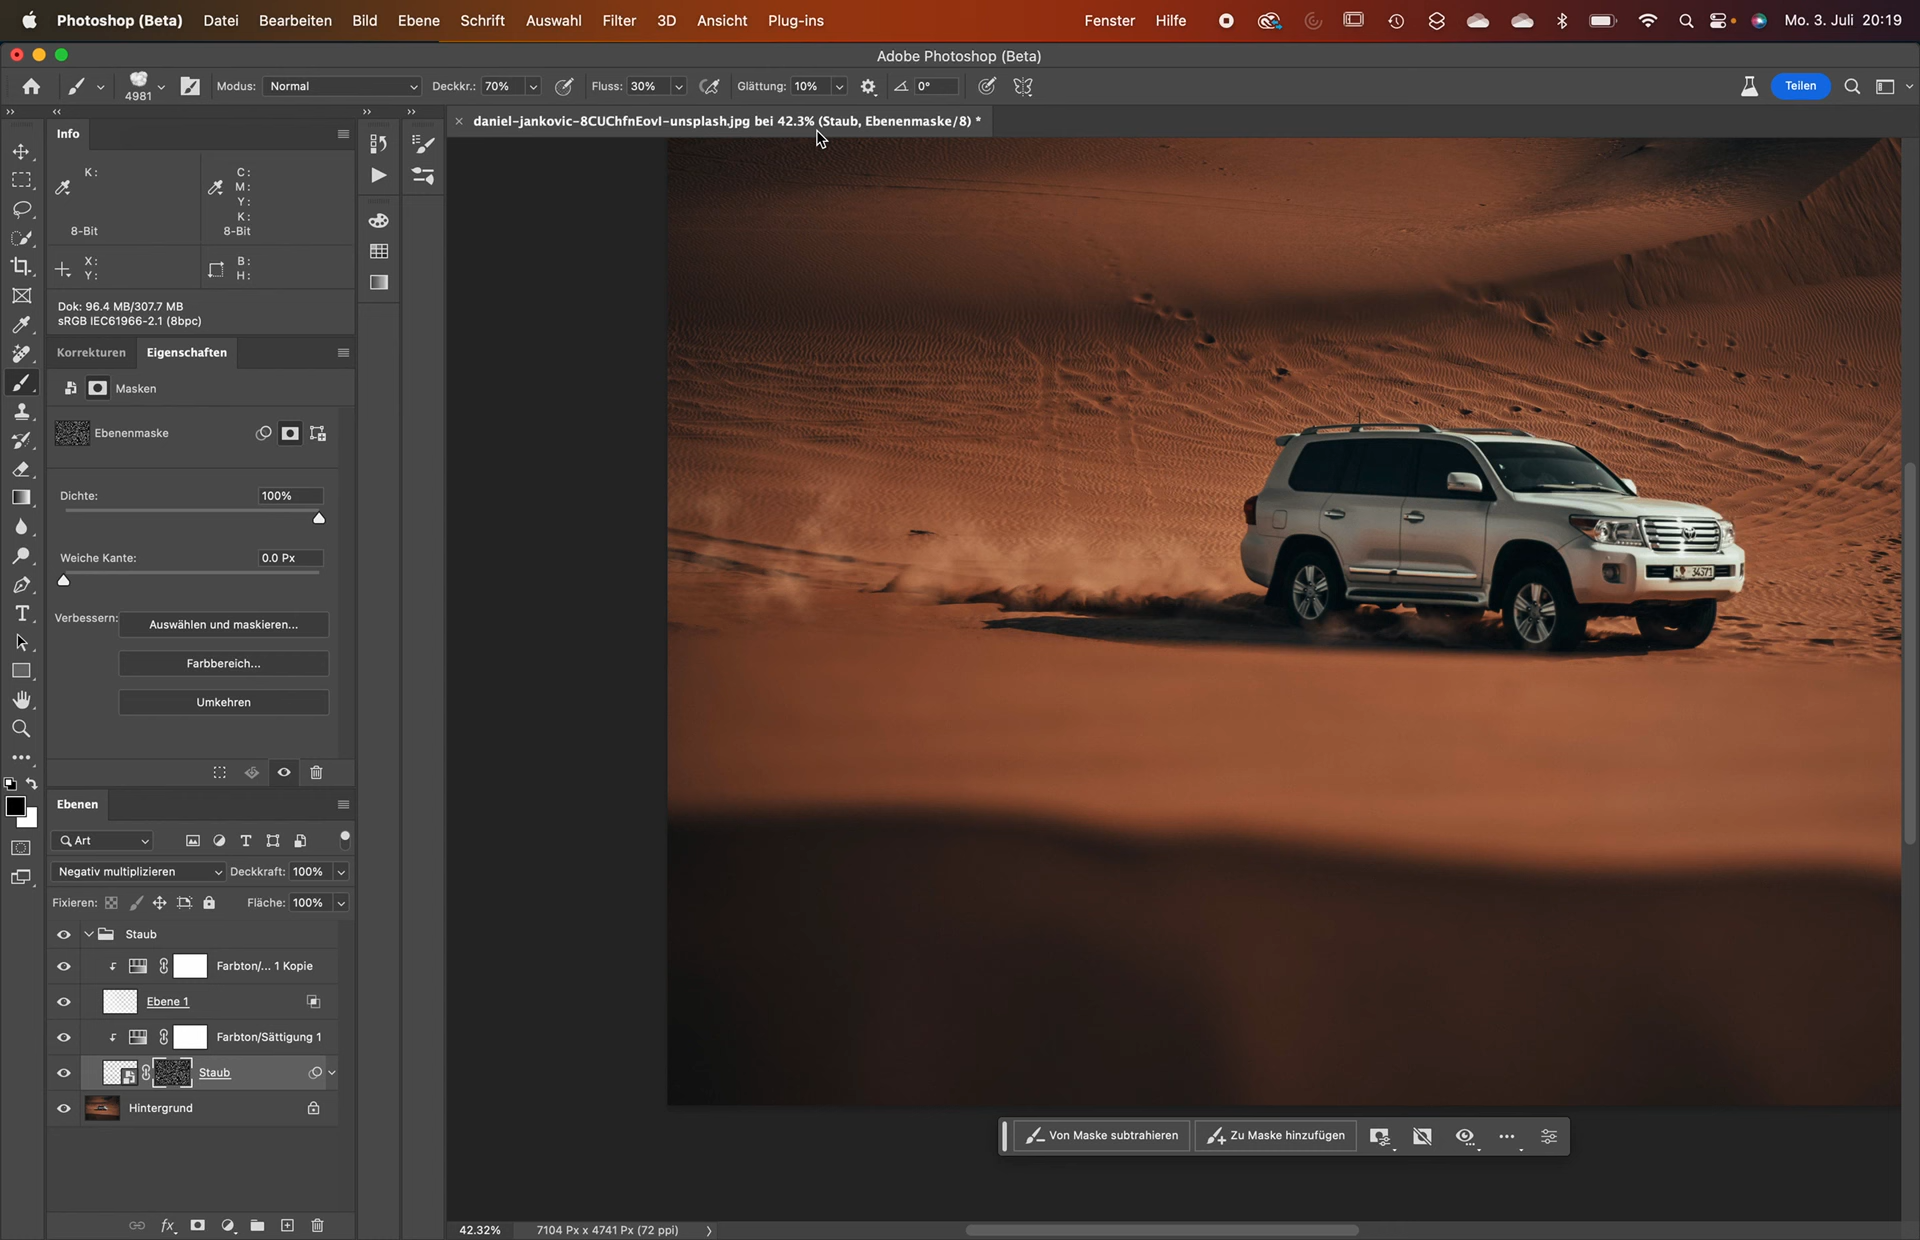 Photoshop (Beta) Datei Bearbeiten Bild Ebene Schrift Auswahl Filter 3D Ansicht Plug-ins Fenster Hilfe Mo. 3. Juli 20:19
Adobe Photoshop (Beta)
4981 Modus: Normal Deckkr.: 70% Fluss: 30% Glättung: 10% 0° Teilen
daniel-jankovic-8CUChfnEovI-unsplash.jpg bei 42.3% (Staub, Ebenenmaske/8) *
Info
K:
8-Bit
C:
M:
Y:
K:
8-Bit
X:
Y:
B:
H:
Dok: 96.4 MB/307.7 MB
sRGB IEC61966-2.1 (8bpc)
Korrekturen Eigenschaften
Masken
Ebenenmaske
Dichte: 100%
Weiche Kante: 0.0 Px
Verbessern: Auswählen und maskieren...
Farbbereich...
Umkehren
Ebenen
Art
Negativ multiplizieren Deckkraft: 100%
Fixieren: Fläche: 100%
Staub
Farbton/... 1 Kopie
Ebene 1
Farbton/Sättigung 1
Staub
Hintergrund
fx
34571
Von Maske subtrahieren Zu Maske hinzufügen
42.32% 7104 Px x 4741 Px (72 ppi)